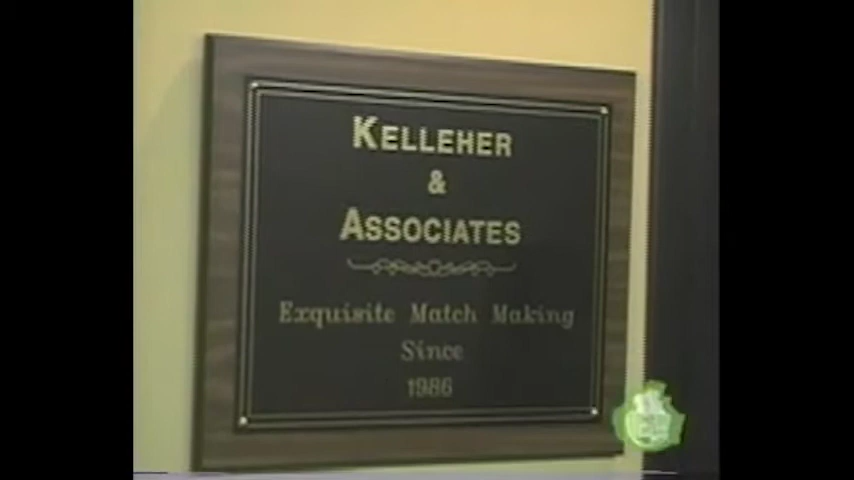 KELLEHER
&
ASSOCIATES
Exquisite Match Making
Since
1986